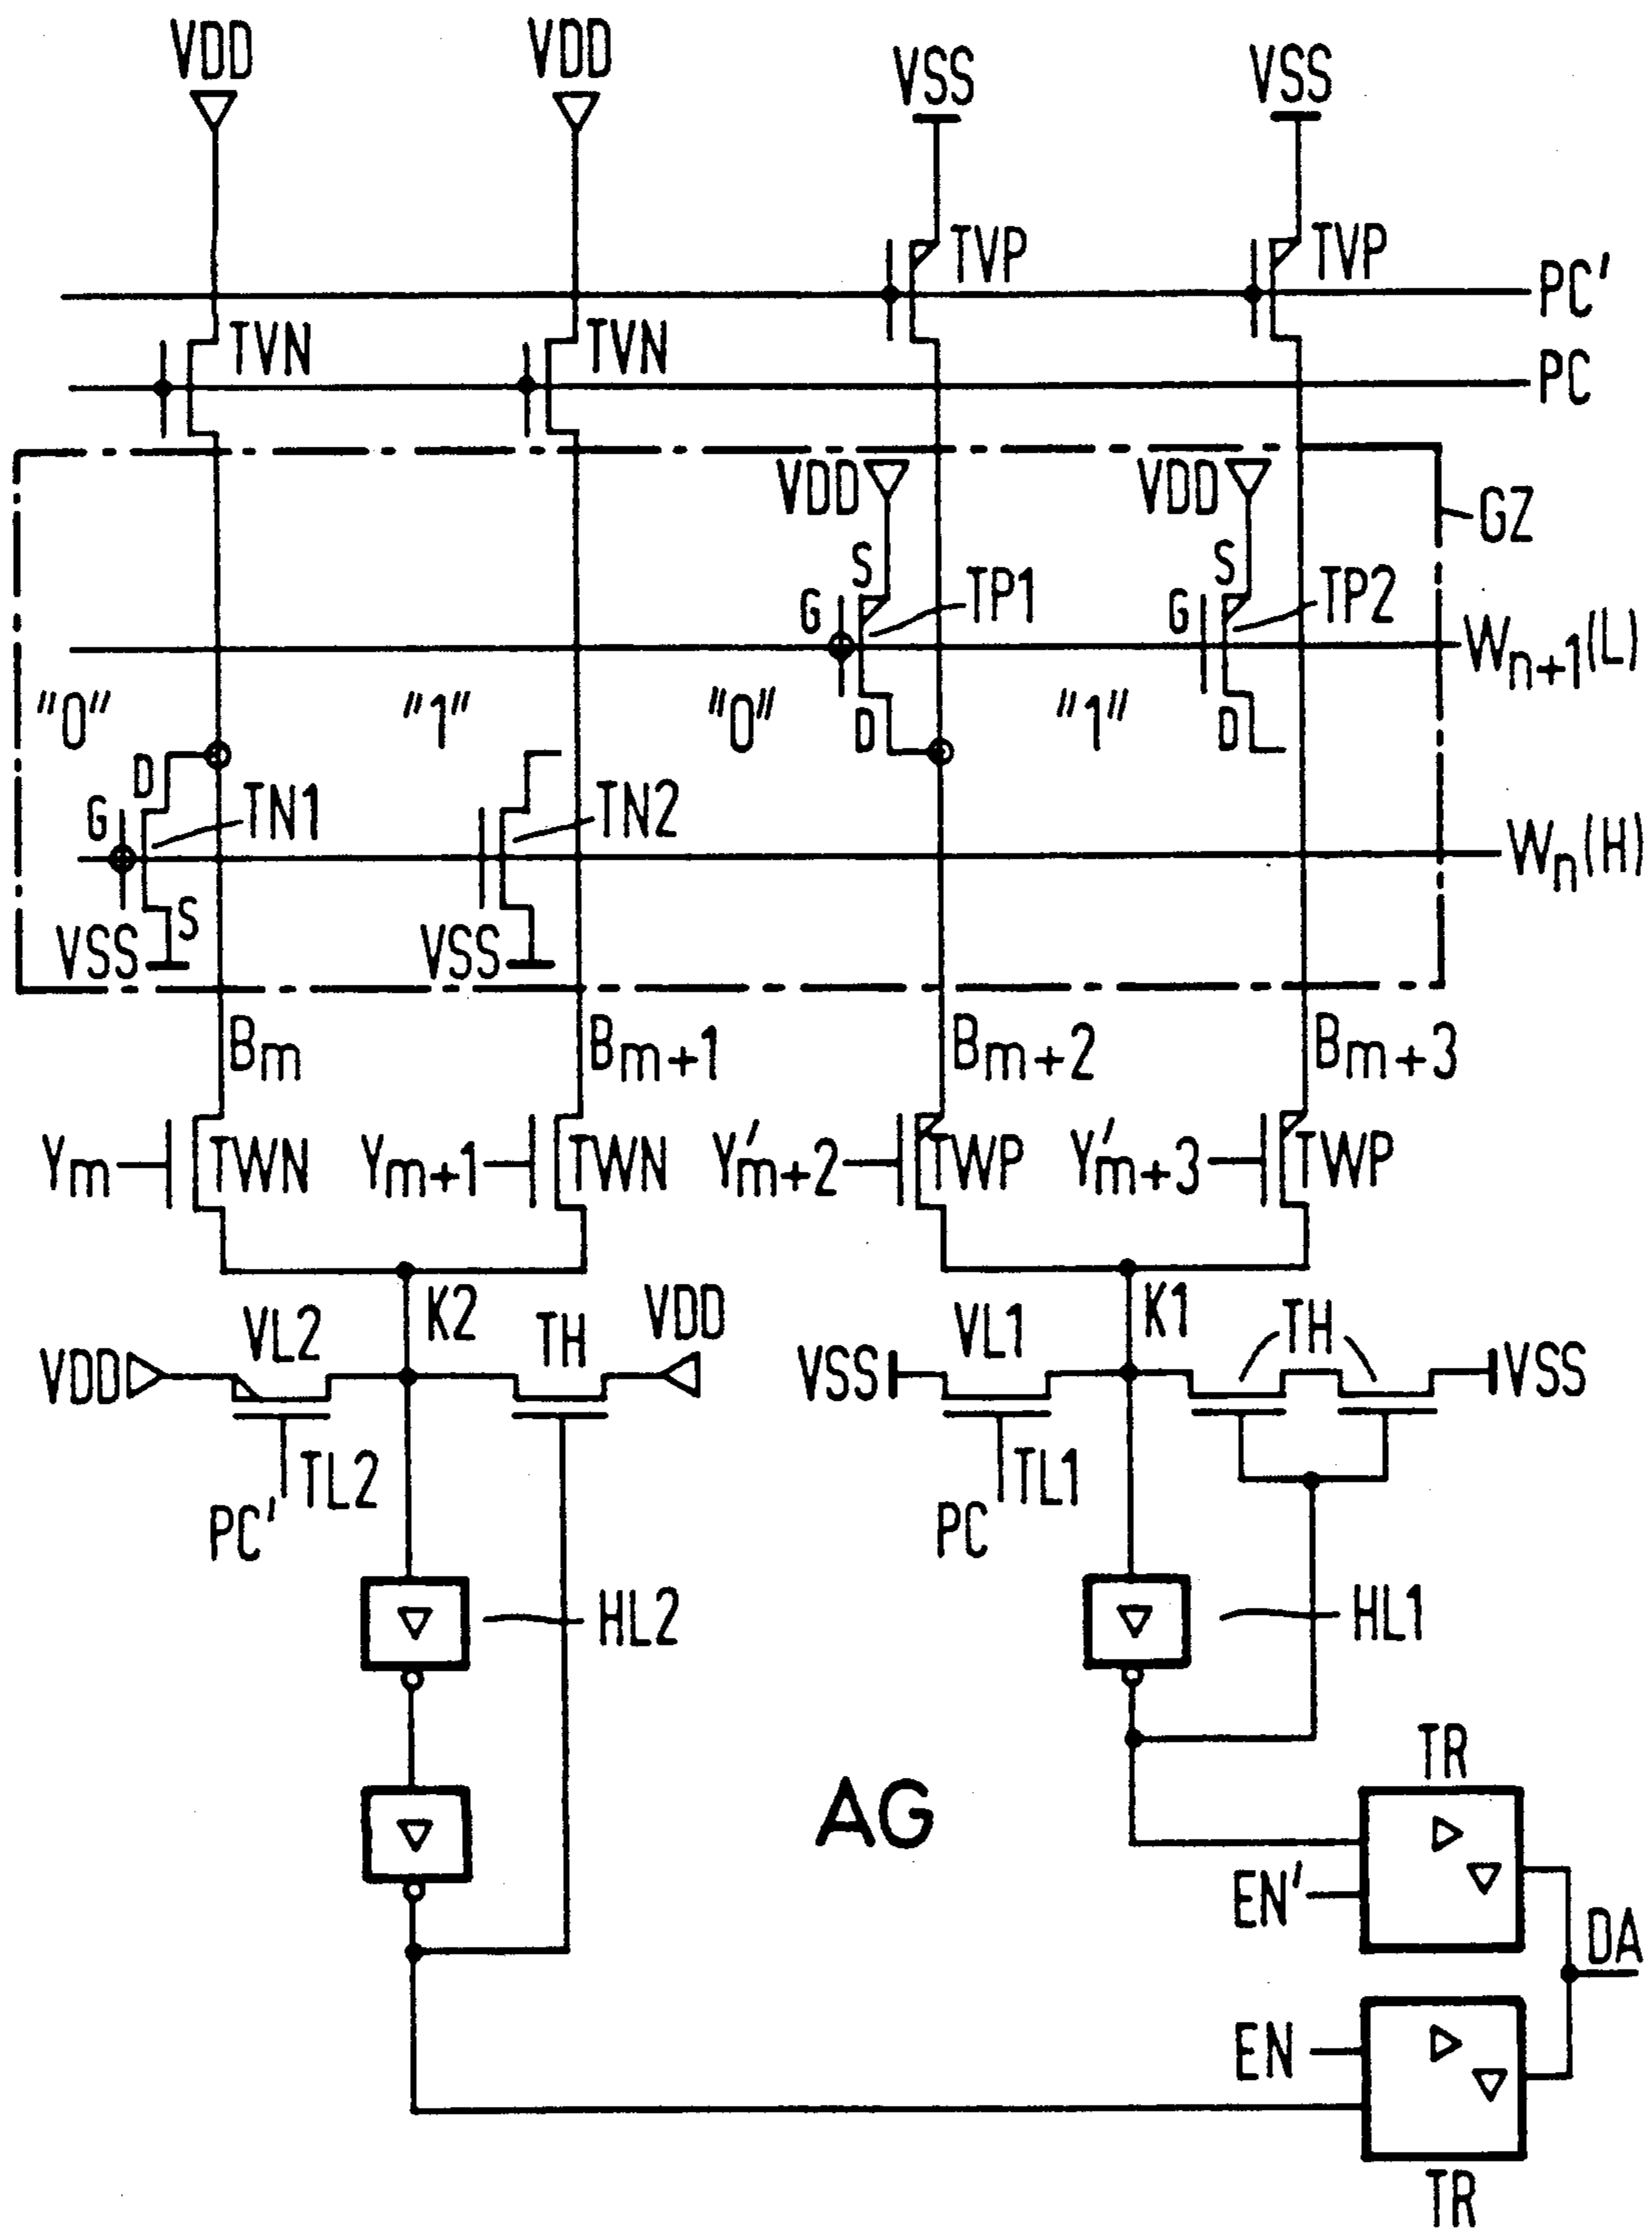 VDD VDD VSS VSS
TVP TVP PC′
TVN TVN PC
VDD VDD GZ
S TP1 S TP2
G G Wn+1(L)
"0" "1" "0" "1"
D D
D TN1 TN2
G Wn(H)
S
VSS VSS
Bm Bm+1 Bm+2 Bm+3
Ym TWN Ym+1 TWN Y′m+2 TWP Y′m+3 TWP
K2 K1
VL2 TH VDD VL1 TH
VDD VSS VSS
TL2 TL1
PC′ PC
HL2 HL1
TR
AG
EN′
DA
EN
TR